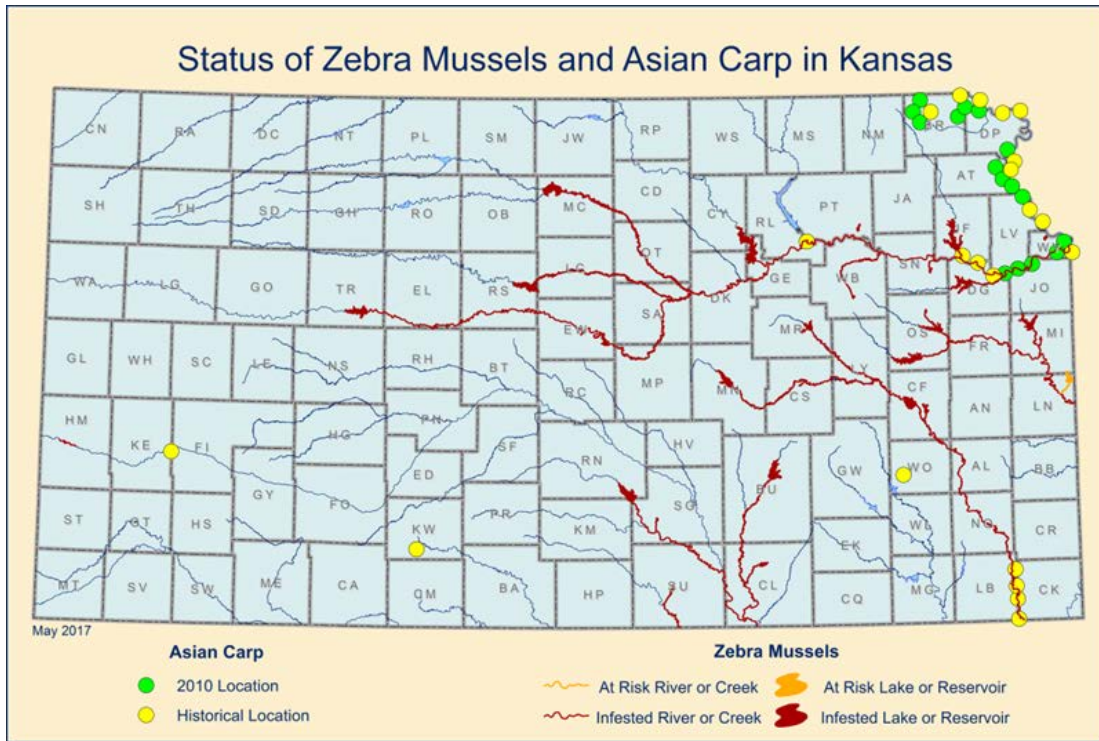 Status of Zebra Mussels and Asian Carp in Kansas
CN RA DC NT PL SM JW RP WS MS NM BR DP
SH TH SD GH RO OB MC CD CY RL PT JA AT
LC OT JF LV
WA LG GO TR EL RS SA DK GE WB SN DG JO
EW MR OS FR MI
GL WH SC LE NS RH BT RC MP MN CS LY CF AN LN
HM KE FI HG PN SF RN HV BU GW WO AL BB
GY FO ED SG
ST GT HS KW PR KM EK WL NO CR
MT SV SW ME CA CM BA HP SU CL CQ MG LB CK
May 2017
Asian Carp
2010 Location
Historical Location
Zebra Mussels
At Risk River or Creek
At Risk Lake or Reservoir
Infested River or Creek
Infested Lake or Reservoir